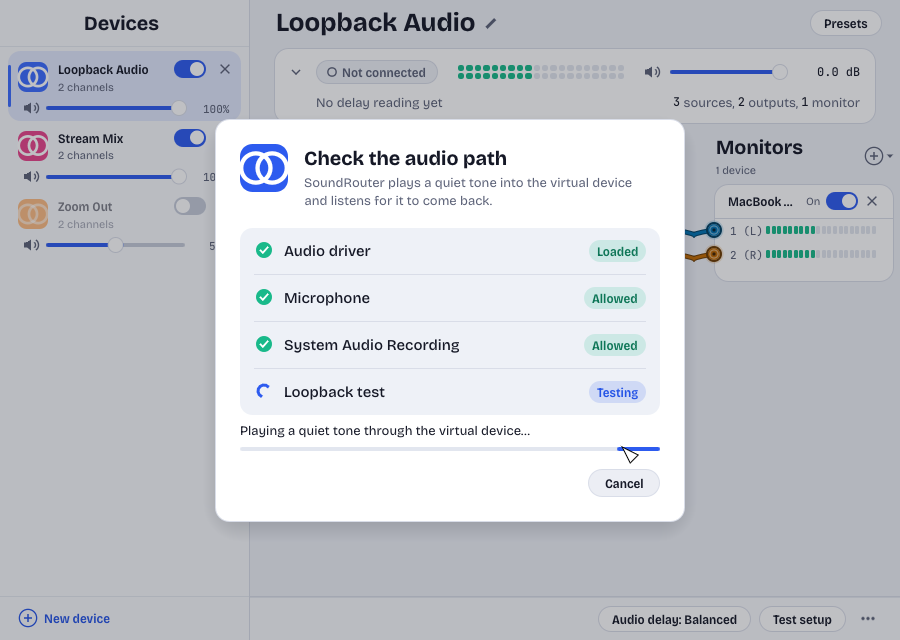 Devices
Loopback Audio
2 channels
100%
Stream Mix
2 channels
10
Zoom Out
2 channels
5
New device
Loopback Audio
Presets
Not connected
0.0 dB
No delay reading yet
3 sources, 2 outputs, 1 monitor
Monitors
1 device
MacBook ...
On
1 (L)
2 (R)
Check the audio path
SoundRouter plays a quiet tone into the virtual device
and listens for it to come back.
Audio driver
Loaded
Microphone
Allowed
System Audio Recording
Allowed
Loopback test
Testing
Playing a quiet tone through the virtual device...
Cancel
Audio delay: Balanced
Test setup